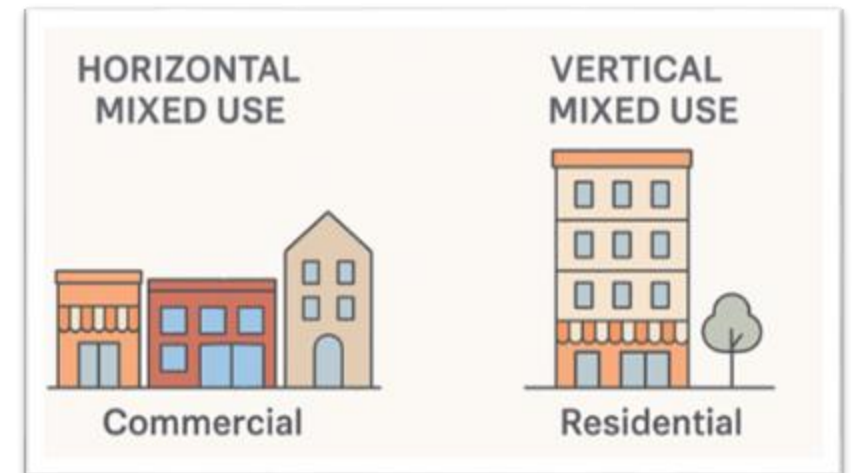 HORIZONTAL
MIXED USE
Commercial
VERTICAL
MIXED USE
Residential